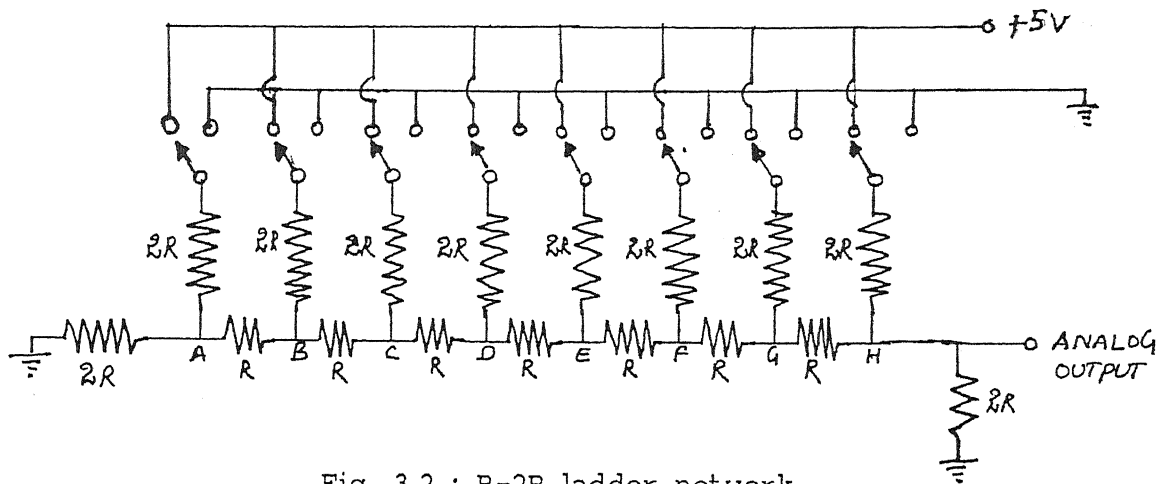 +5V
2R 2R 2R 2R 2R 2R 2R 2R
A B C D E F G H
2R R R R R R R R
ANALOG
OUTPUT
2R
Fig. 3.2 : R-2R ladder network